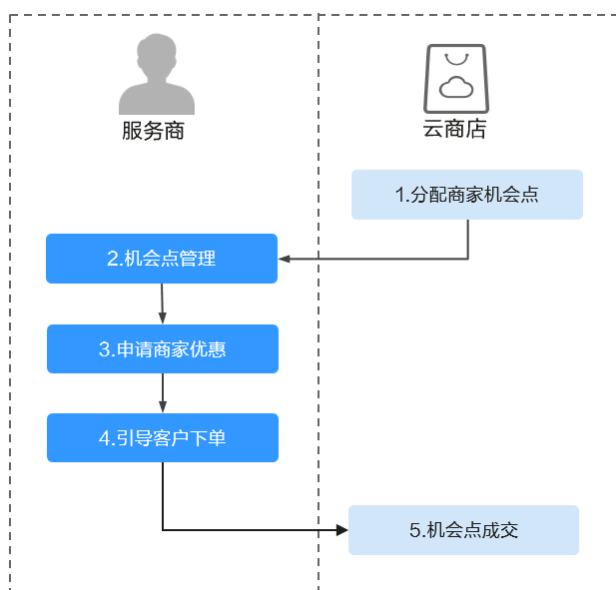 服务商
云商店
1.分配商家机会点
2.机会点管理
3.申请商家优惠
4.引导客户下单
5.机会点成交